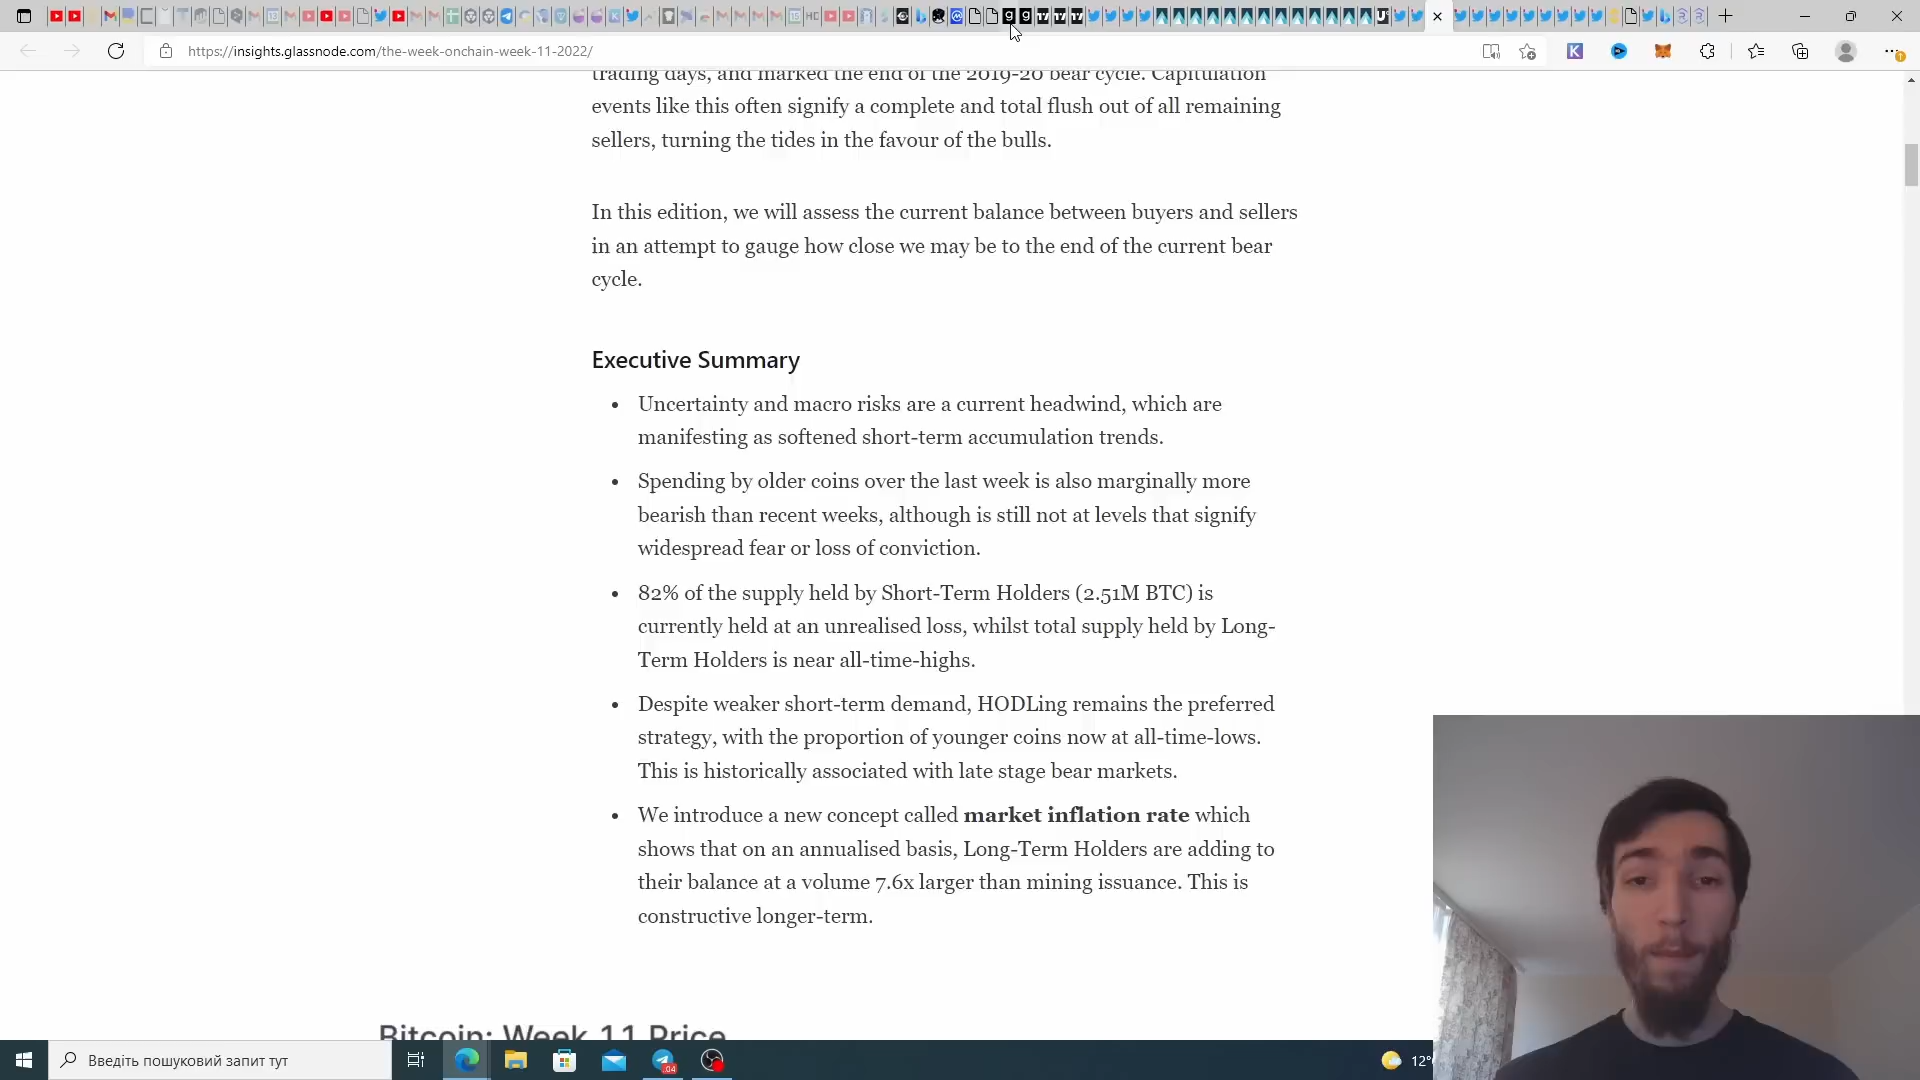 https://insights.glassnode.com/the-week-onchain-week-11-2022/
trading days, and marked the end of the 2019-20 bear cycle. Capitulation
events like this often signify a complete and total flush out of all remaining
sellers, turning the tides in the favour of the bulls.
In this edition, we will assess the current balance between buyers and sellers
in an attempt to gauge how close we may be to the end of the current bear
cycle.
Executive Summary
• Uncertainty and macro risks are a current headwind, which are
manifesting as softened short-term accumulation trends.
• Spending by older coins over the last week is also marginally more
bearish than recent weeks, although is still not at levels that signify
widespread fear or loss of conviction.
• 82% of the supply held by Short-Term Holders (2.51M BTC) is
currently held at an unrealised loss, whilst total supply held by Long-
Term Holders is near all-time-highs.
• Despite weaker short-term demand, HODLing remains the preferred
strategy, with the proportion of younger coins now at all-time-lows.
This is historically associated with late stage bear markets.
• We introduce a new concept called market inflation rate which
shows that on an annualised basis, Long-Term Holders are adding to
their balance at a volume 7.6x larger than mining issuance. This is
constructive longer-term.
Bitcoin: Week 11 Price
Введіть пошуковий запит тут
12°